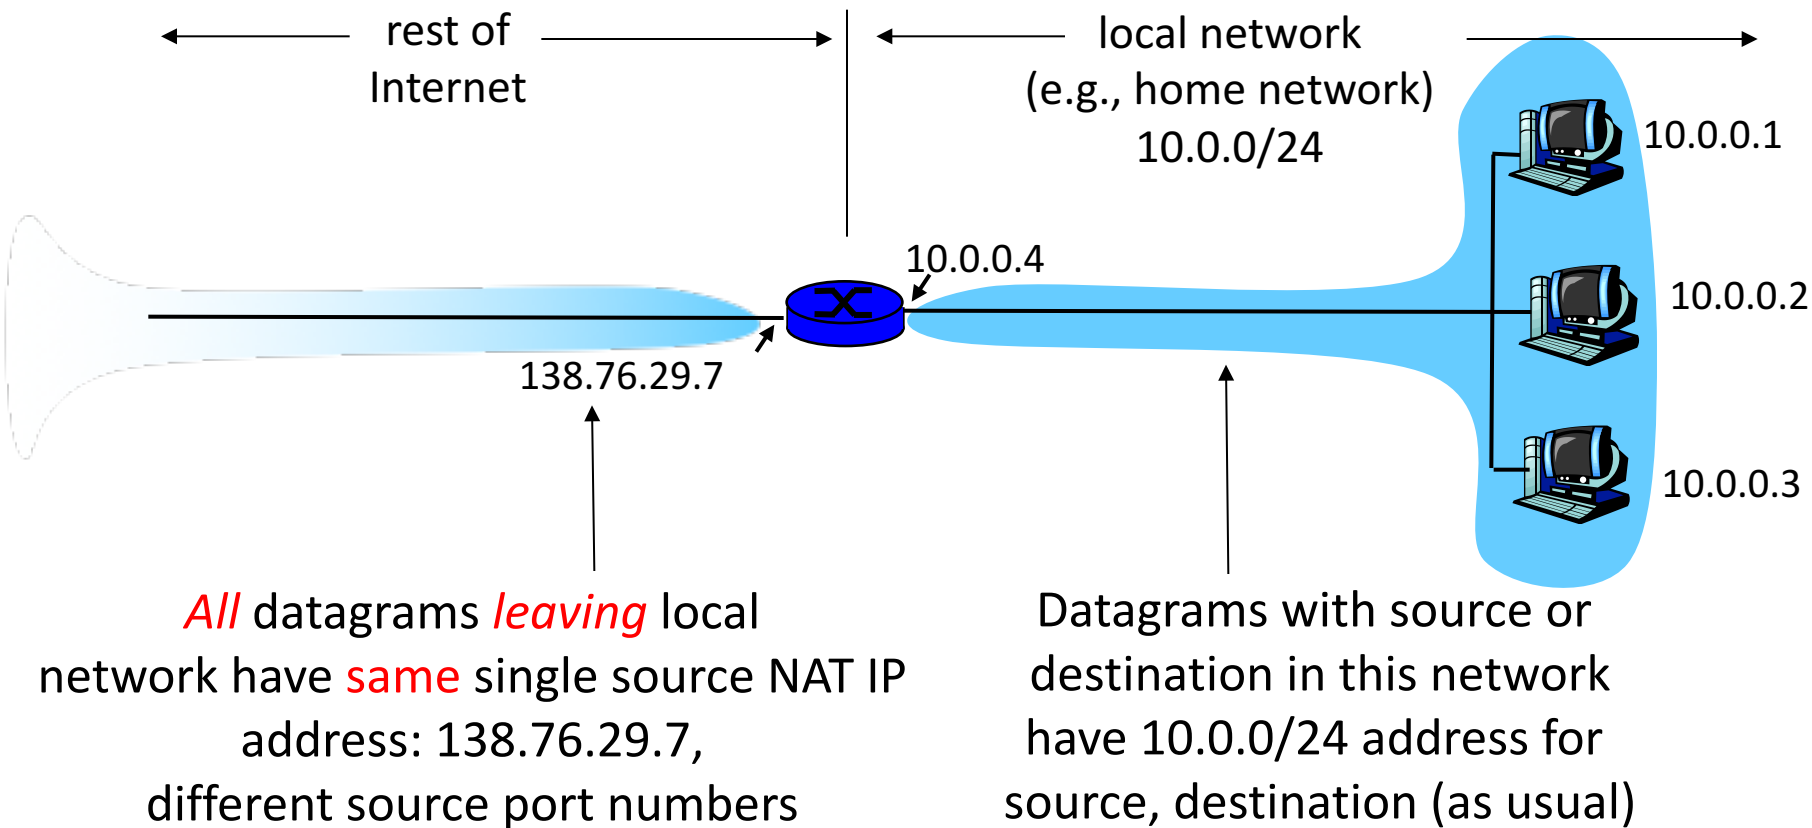 rest of
Internet
local network
(e.g., home network)
10.0.0/24
10.0.0.1
10.0.0.4
10.0.0.2
138.76.29.7
10.0.0.3
All datagrams leaving local
network have same single source NAT IP
address: 138.76.29.7,
different source port numbers
Datagrams with source or
destination in this network
have 10.0.0/24 address for
source, destination (as usual)